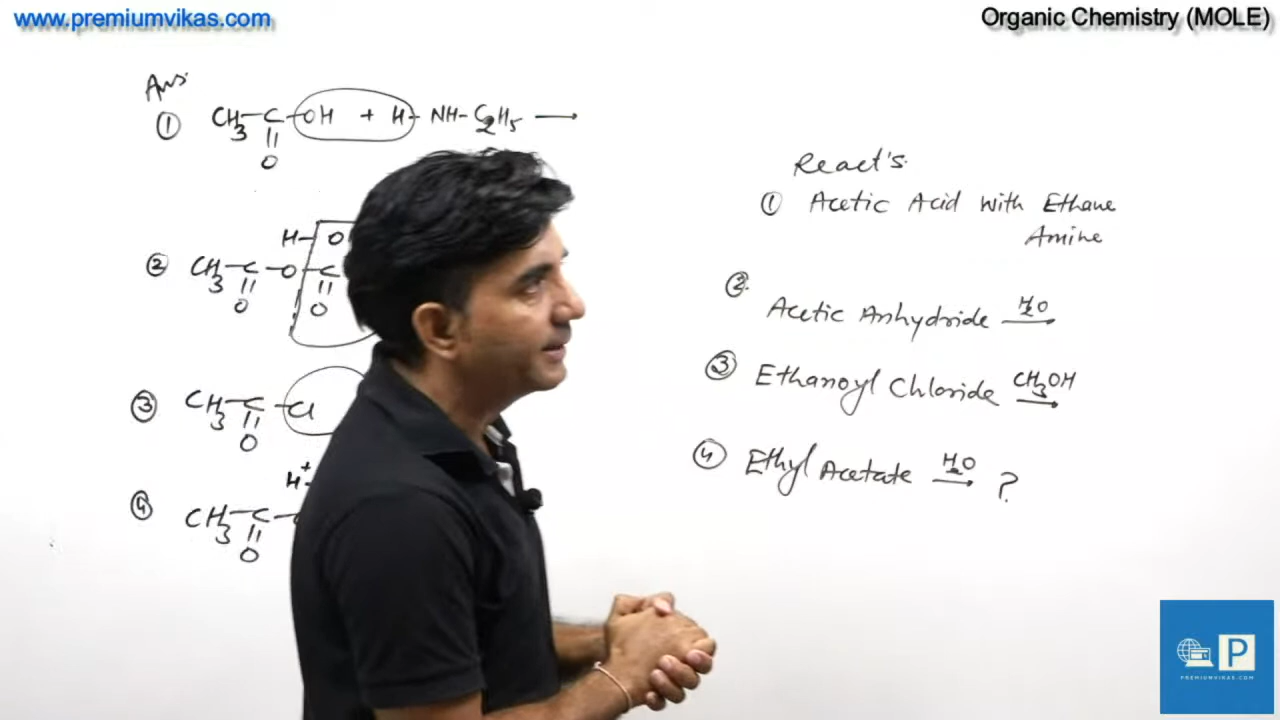 www.premiumvikas.com
Organic Chemistry (MOLE)
Ans:
① CH3-C-OH + H-NH-C2H5 →
||
O
② H-O
CH3-C-O-C
|| ||
O O
③ CH3-C-Cl
||
O
④ H+
CH3-C-
||
O
React's.
① Acetic Acid with Ethane
Amine
② Acetic Anhydride H2O →
③ Ethanoyl Chloride CH3OH →
④ Ethyl Acetate H2O → ?
P
PREMIUMVIKAS.COM